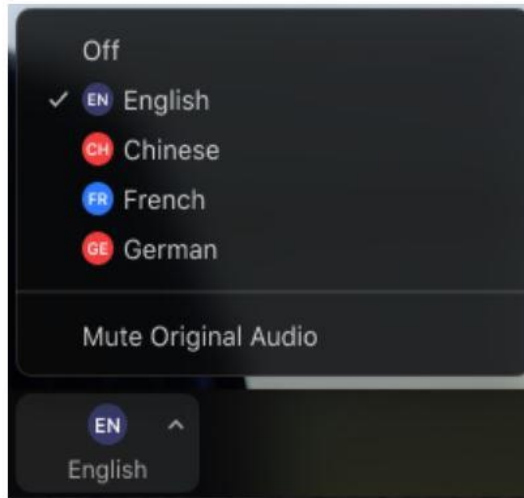 Off
EN English
CH Chinese
FR French
GE German
Mute Original Audio
EN
English